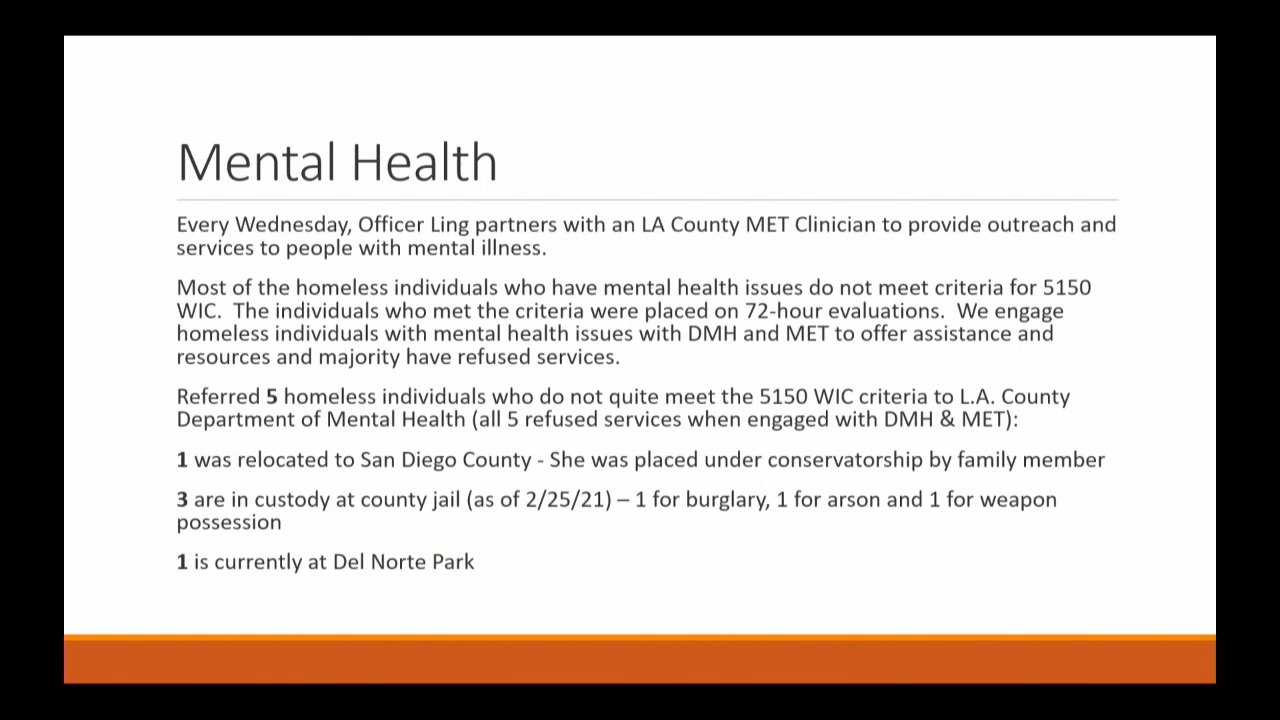 Mental Health
Every Wednesday, Officer Ling partners with an LA County MET Clinician to provide outreach and
services to people with mental illness.
Most of the homeless individuals who have mental health issues do not meet criteria for 5150
WIC.  The individuals who met the criteria were placed on 72-hour evaluations.  We engage
homeless individuals with mental health issues with DMH and MET to offer assistance and
resources and majority have refused services.
Referred 5 homeless individuals who do not quite meet the 5150 WIC criteria to L.A. County
Department of Mental Health (all 5 refused services when engaged with DMH & MET):
1 was relocated to San Diego County - She was placed under conservatorship by family member
3 are in custody at county jail (as of 2/25/21) – 1 for burglary, 1 for arson and 1 for weapon
possession
1 is currently at Del Norte Park